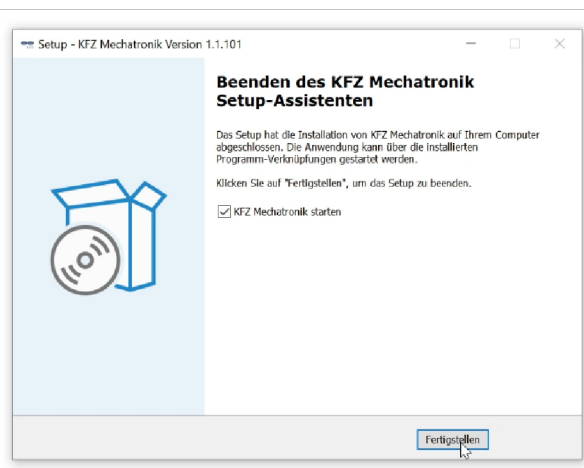 Setup - KFZ Mechatronik Version 1.1.101
Beenden des KFZ Mechatronik
Setup-Assistenten
Das Setup hat die Installation von KFZ Mechatronik auf Ihrem Computer
abgeschlossen. Die Anwendung kann über die installierten
Programm-Verknüpfungen gestartet werden.
Klicken Sie auf "Fertigstellen", um das Setup zu beenden.
KFZ Mechatronik starten
Fertigstellen